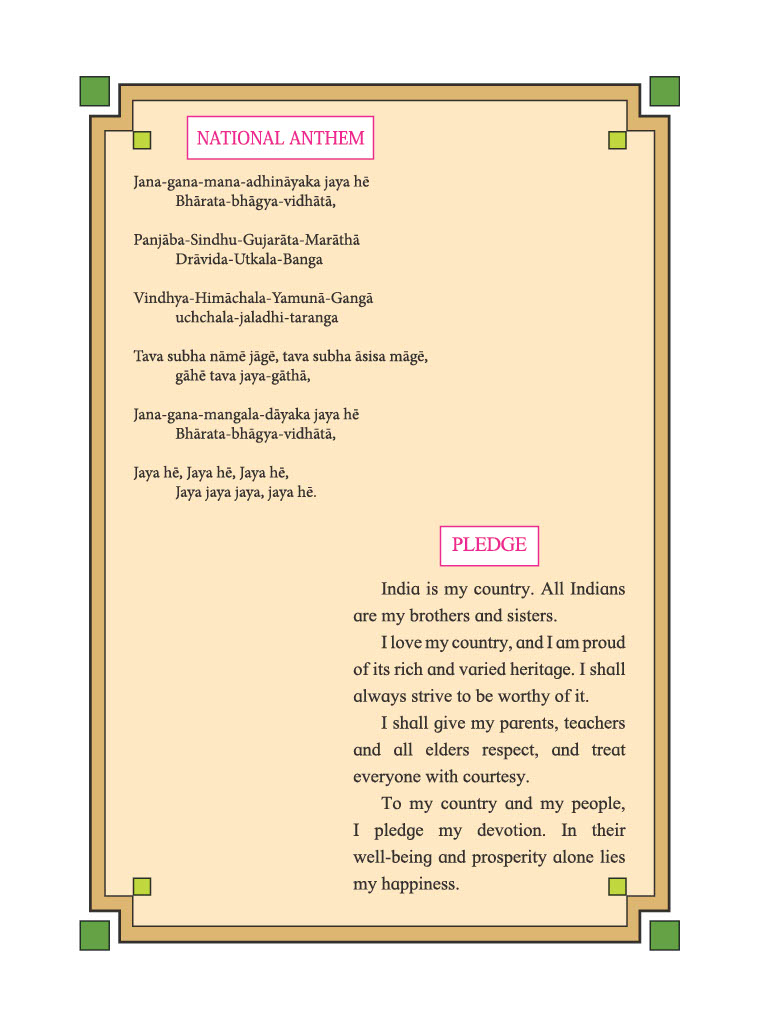 NATIONAL ANTHEM
Jana-gana-mana-adhināyaka jaya hē
Bhārata-bhāgya-vidhātā,
Panjāba-Sindhu-Gujarāta-Marāthā
Drāvida-Utkala-Banga
Vindhya-Himāchala-Yamunā-Gangā
uchchala-jaladhi-taranga
Tava subha nāmē jāgē, tava subha āsisa māgē,
gāhē tava jaya-gāthā,
Jana-gana-mangala-dāyaka jaya hē
Bhārata-bhāgya-vidhātā,
Jaya hē, Jaya hē, Jaya hē,
Jaya jaya jaya, jaya hē.
PLEDGE
India is my country. All Indians
are my brothers and sisters.
I love my country, and I am proud
of its rich and varied heritage. I shall
always strive to be worthy of it.
I shall give my parents, teachers
and all elders respect, and treat
everyone with courtesy.
To my country and my people,
I pledge my devotion. In their
well-being and prosperity alone lies
my happiness.